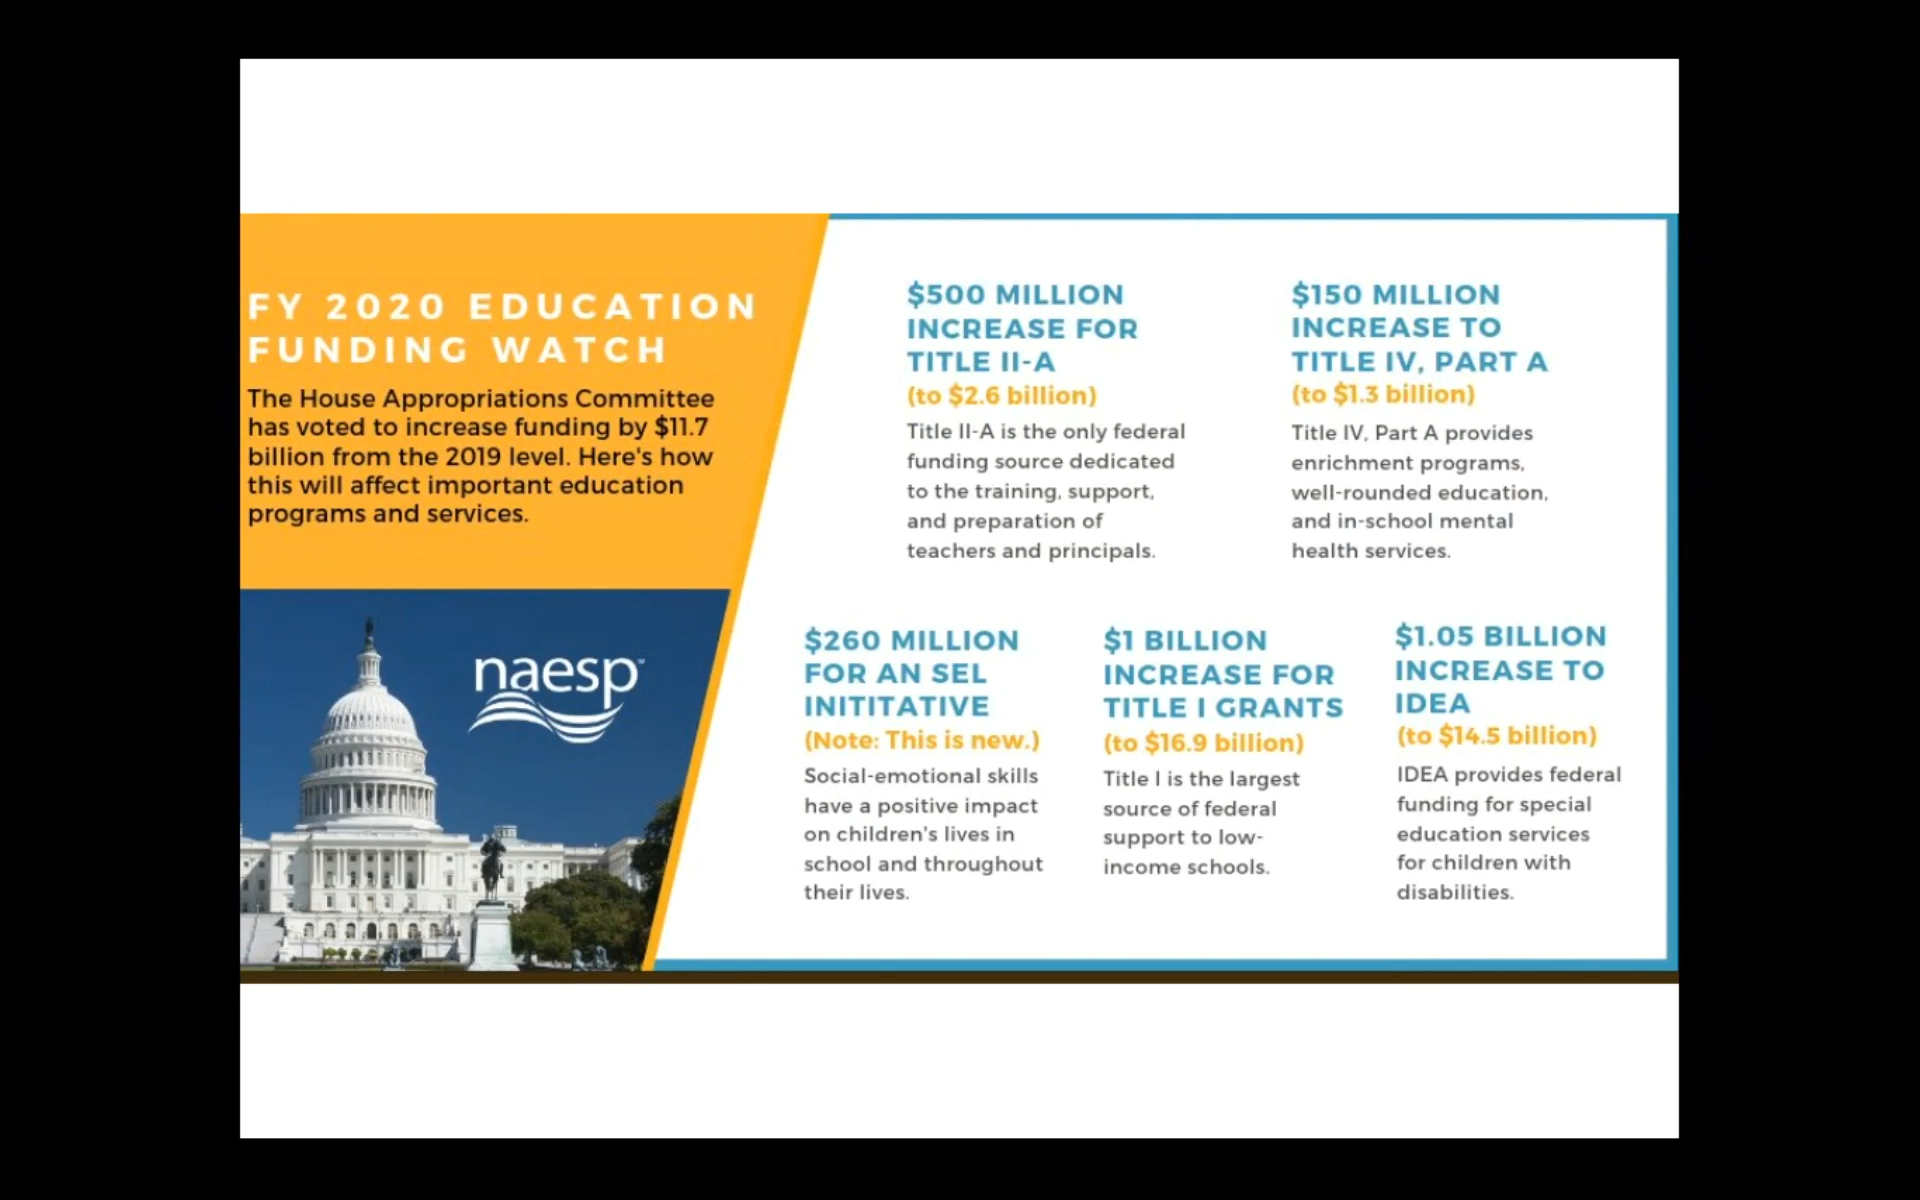 FY 2020 EDUCATION
FUNDING WATCH
The House Appropriations Committee
has voted to increase funding by $11.7
billion from the 2019 level. Here's how
this will affect important education
programs and services.
naesp™
$500 MILLION
INCREASE FOR
TITLE II-A
(to $2.6 billion)
Title II-A is the only federal
funding source dedicated
to the training, support,
and preparation of
teachers and principals.
$150 MILLION
INCREASE TO
TITLE IV, PART A
(to $1.3 billion)
Title IV, Part A provides
enrichment programs,
well-rounded education,
and in-school mental
health services.
$260 MILLION
FOR AN SEL
INITITATIVE
(Note: This is new.)
Social-emotional skills
have a positive impact
on children's lives in
school and throughout
their lives.
$1 BILLION
INCREASE FOR
TITLE I GRANTS
(to $16.9 billion)
Title I is the largest
source of federal
support to low-
income schools.
$1.05 BILLION
INCREASE TO
IDEA
(to $14.5 billion)
IDEA provides federal
funding for special
education services
for children with
disabilities.